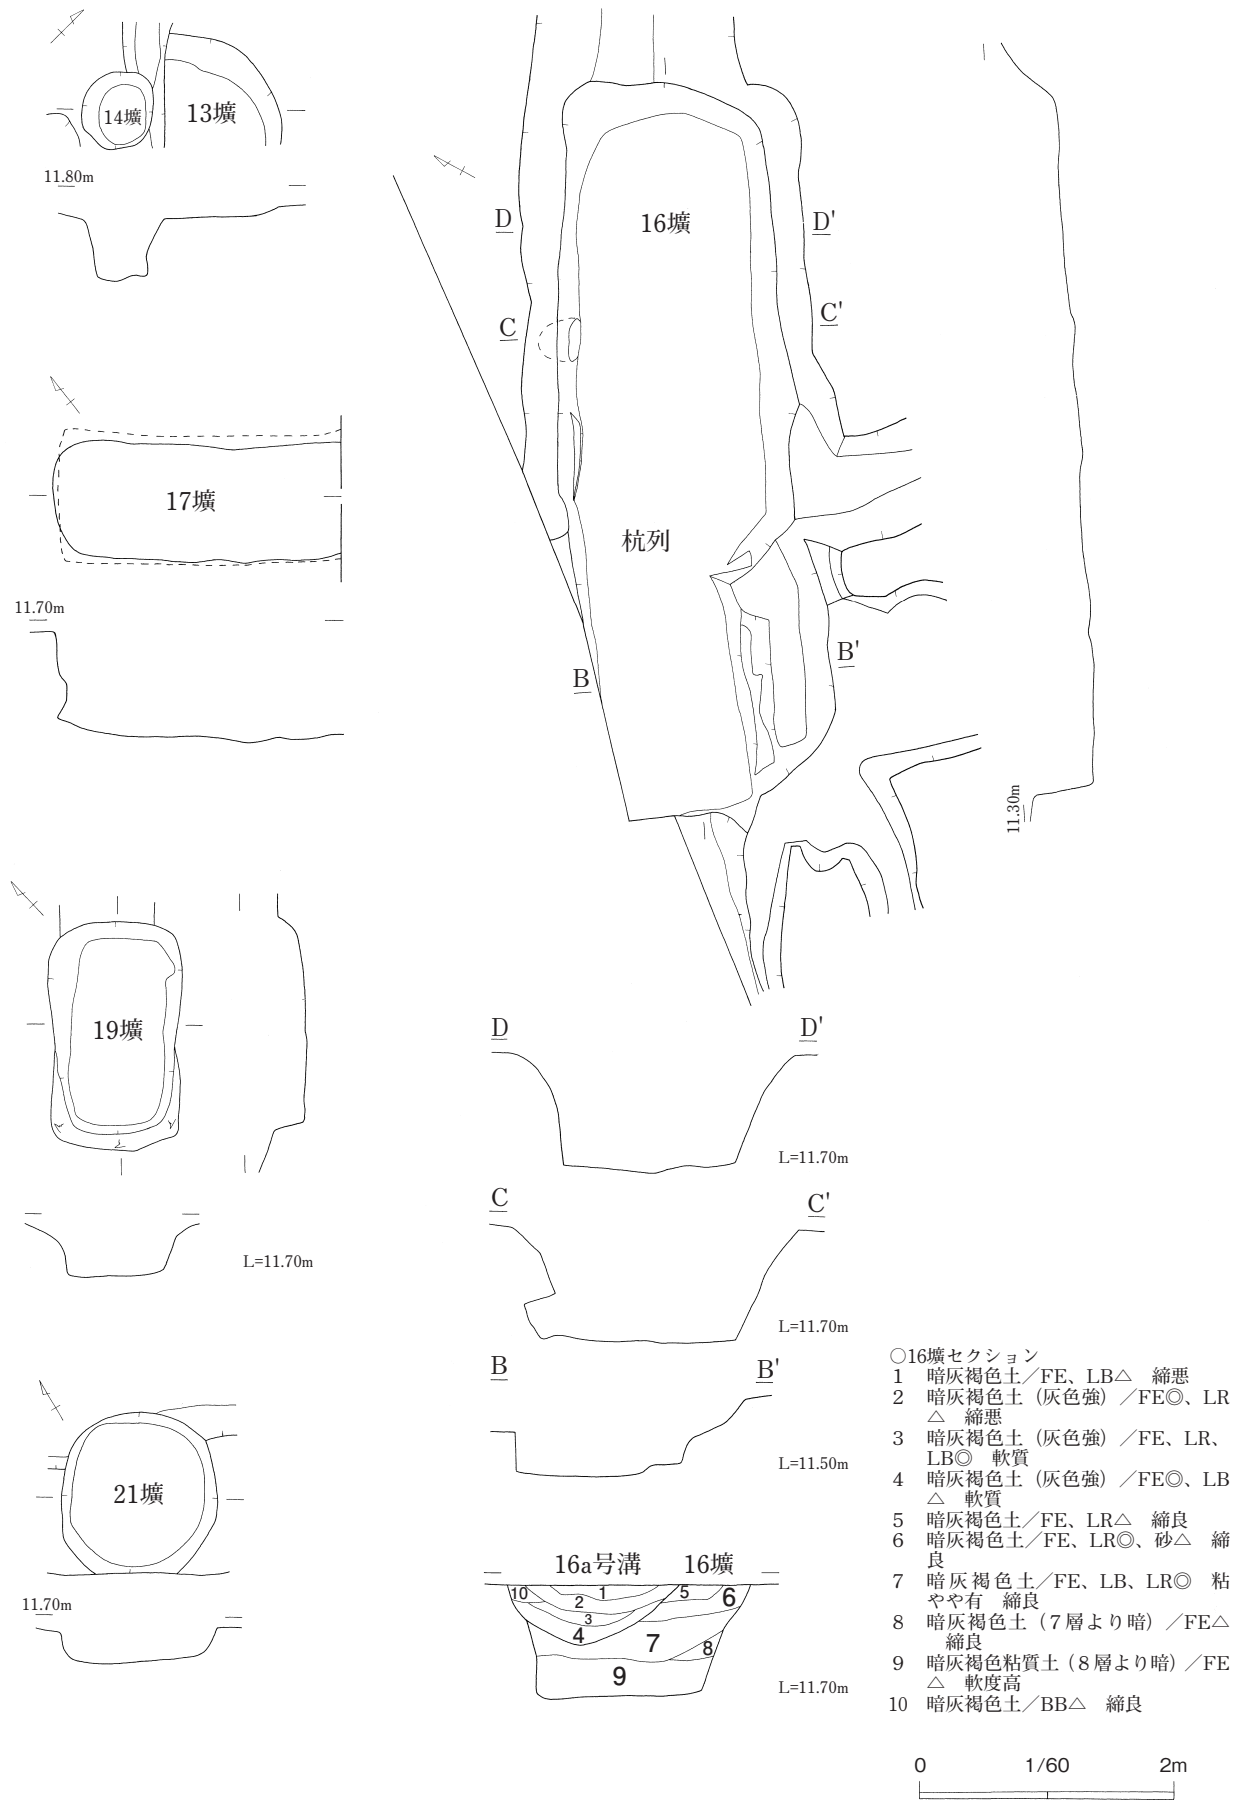 14壙
13壙
11.80m
17壙
11.70m
19壙
L=11.70m
21壙
11.70m
16壙
D
D'
C
C'
杭列
B
B'
11.30m
D
D'
L=11.70m
C
C'
L=11.70m
B
B'
L=11.50m
16a号溝 16壙
10
1
2
3
4
5
6
7
8
9
L=11.70m
○16壙セクション
1 暗灰褐色土／FE、LB△ 締悪
2 暗灰褐色土（灰色強）／FE◎、LR
△ 締悪
3 暗灰褐色土（灰色強）／FE、LR、
LB◎ 軟質
4 暗灰褐色土（灰色強）／FE◎、LB
△ 軟質
5 暗灰褐色土／FE、LR△ 締良
6 暗灰褐色土／FE、LR◎、砂△ 締
良
7 暗灰褐色土／FE、LB、LR◎ 粘
やや有 締良
8 暗灰褐色土（７層より暗）／FE△
締良
9 暗灰褐色粘質土（８層より暗）／FE
△ 軟度高
10 暗灰褐色土／BB△ 締良
0 1/60 2m